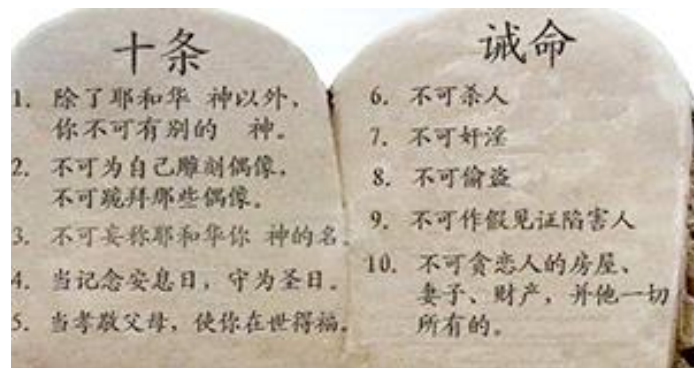 十条
1. 除了耶和华 神以外，
你不可有别的 神。
2. 不可为自己雕刻偶像，
不可跪拜那些偶像。
3. 不可妄称耶和华你 神的名。
4. 当记念安息日，守为圣日。
5. 当孝敬父母，使你在世得福。
诫命
6. 不可杀人
7. 不可奸淫
8. 不可偷盗
9. 不可作假见证陷害人
10. 不可贪恋人的房屋、
妻子、财产，并他一切
所有的。